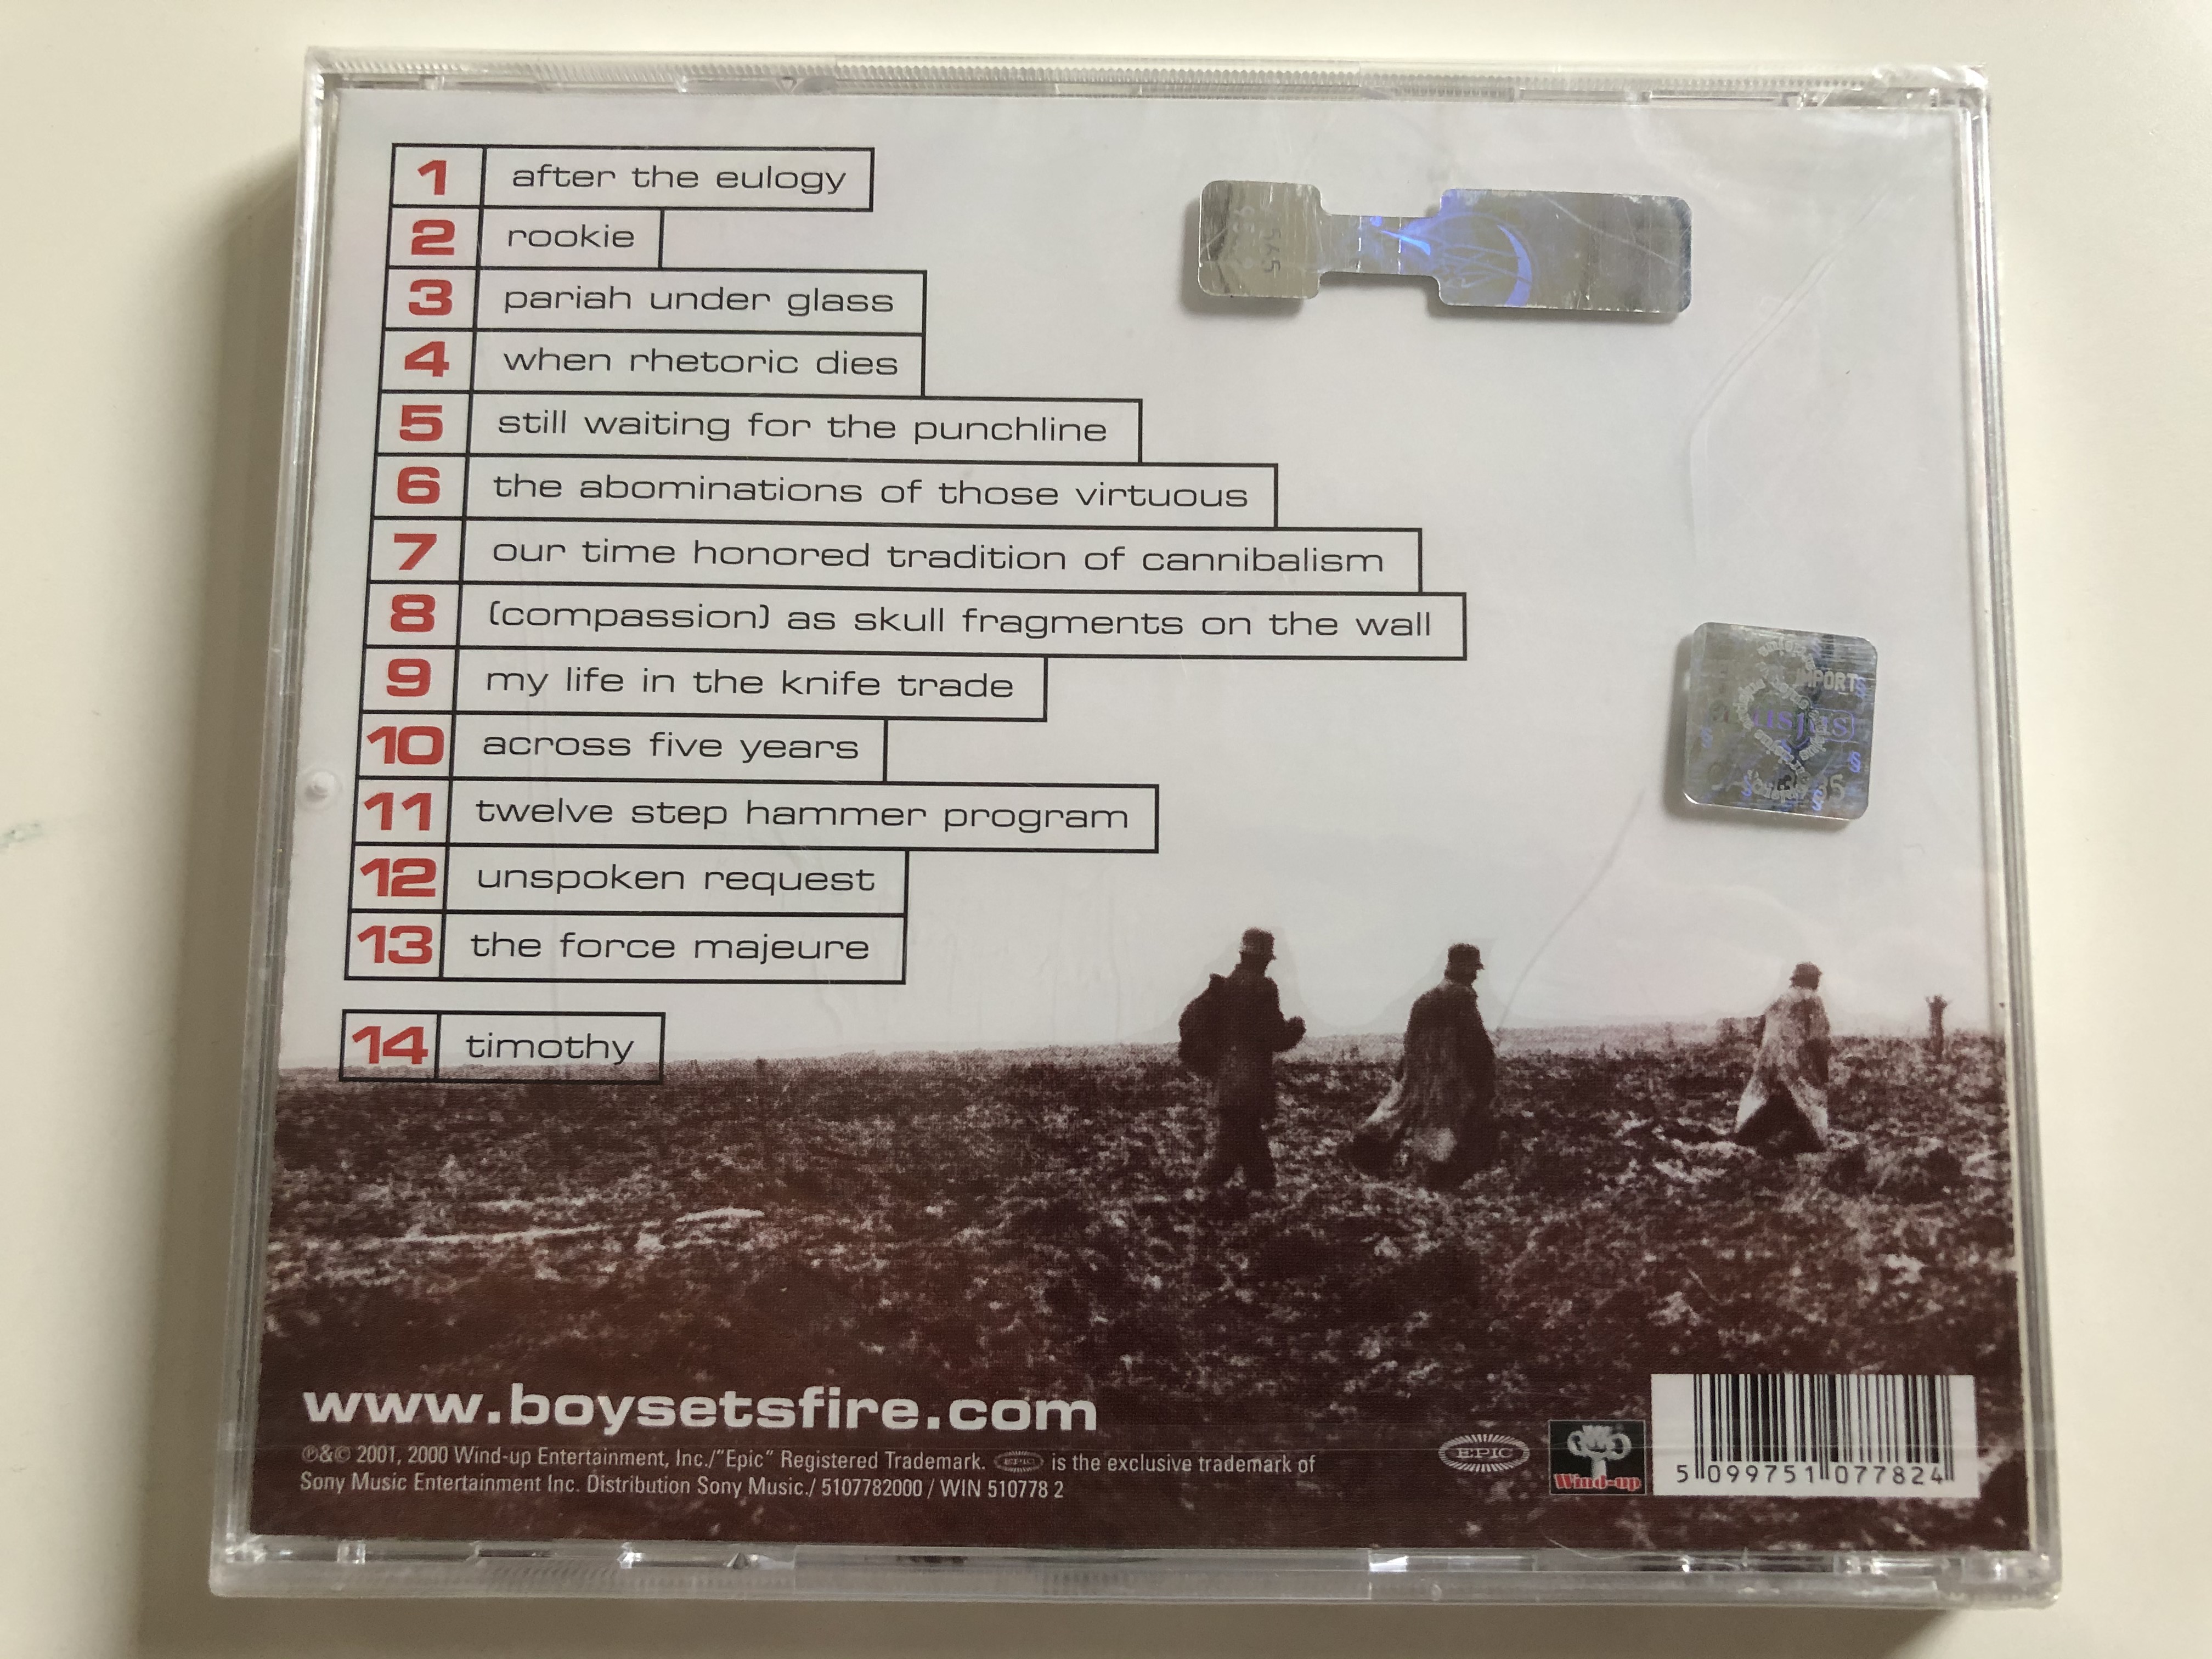 1 after the eulogy
2 rookie
3 pariah under glass
4 when rhetoric dies
5 still waiting for the punchline
6 the abominations of those virtuous
7 our time honored tradition of cannibalism
8 (compassion) as skull fragments on the wall
9 my life in the knife trade
10 across five years
11 twelve step hammer program
12 unspoken request
13 the force majeure
14 timothy
IMPORT
www.boysetsfire.com
℗&© 2001, 2000 Wind-up Entertainment, Inc./"Epic" Registered Trademark. EPIC is the exclusive trademark of
Sony Music Entertainment Inc. Distribution Sony Music./ 5107782000 / WIN 510778 2
EPIC
Wind-up
5 099751 077824